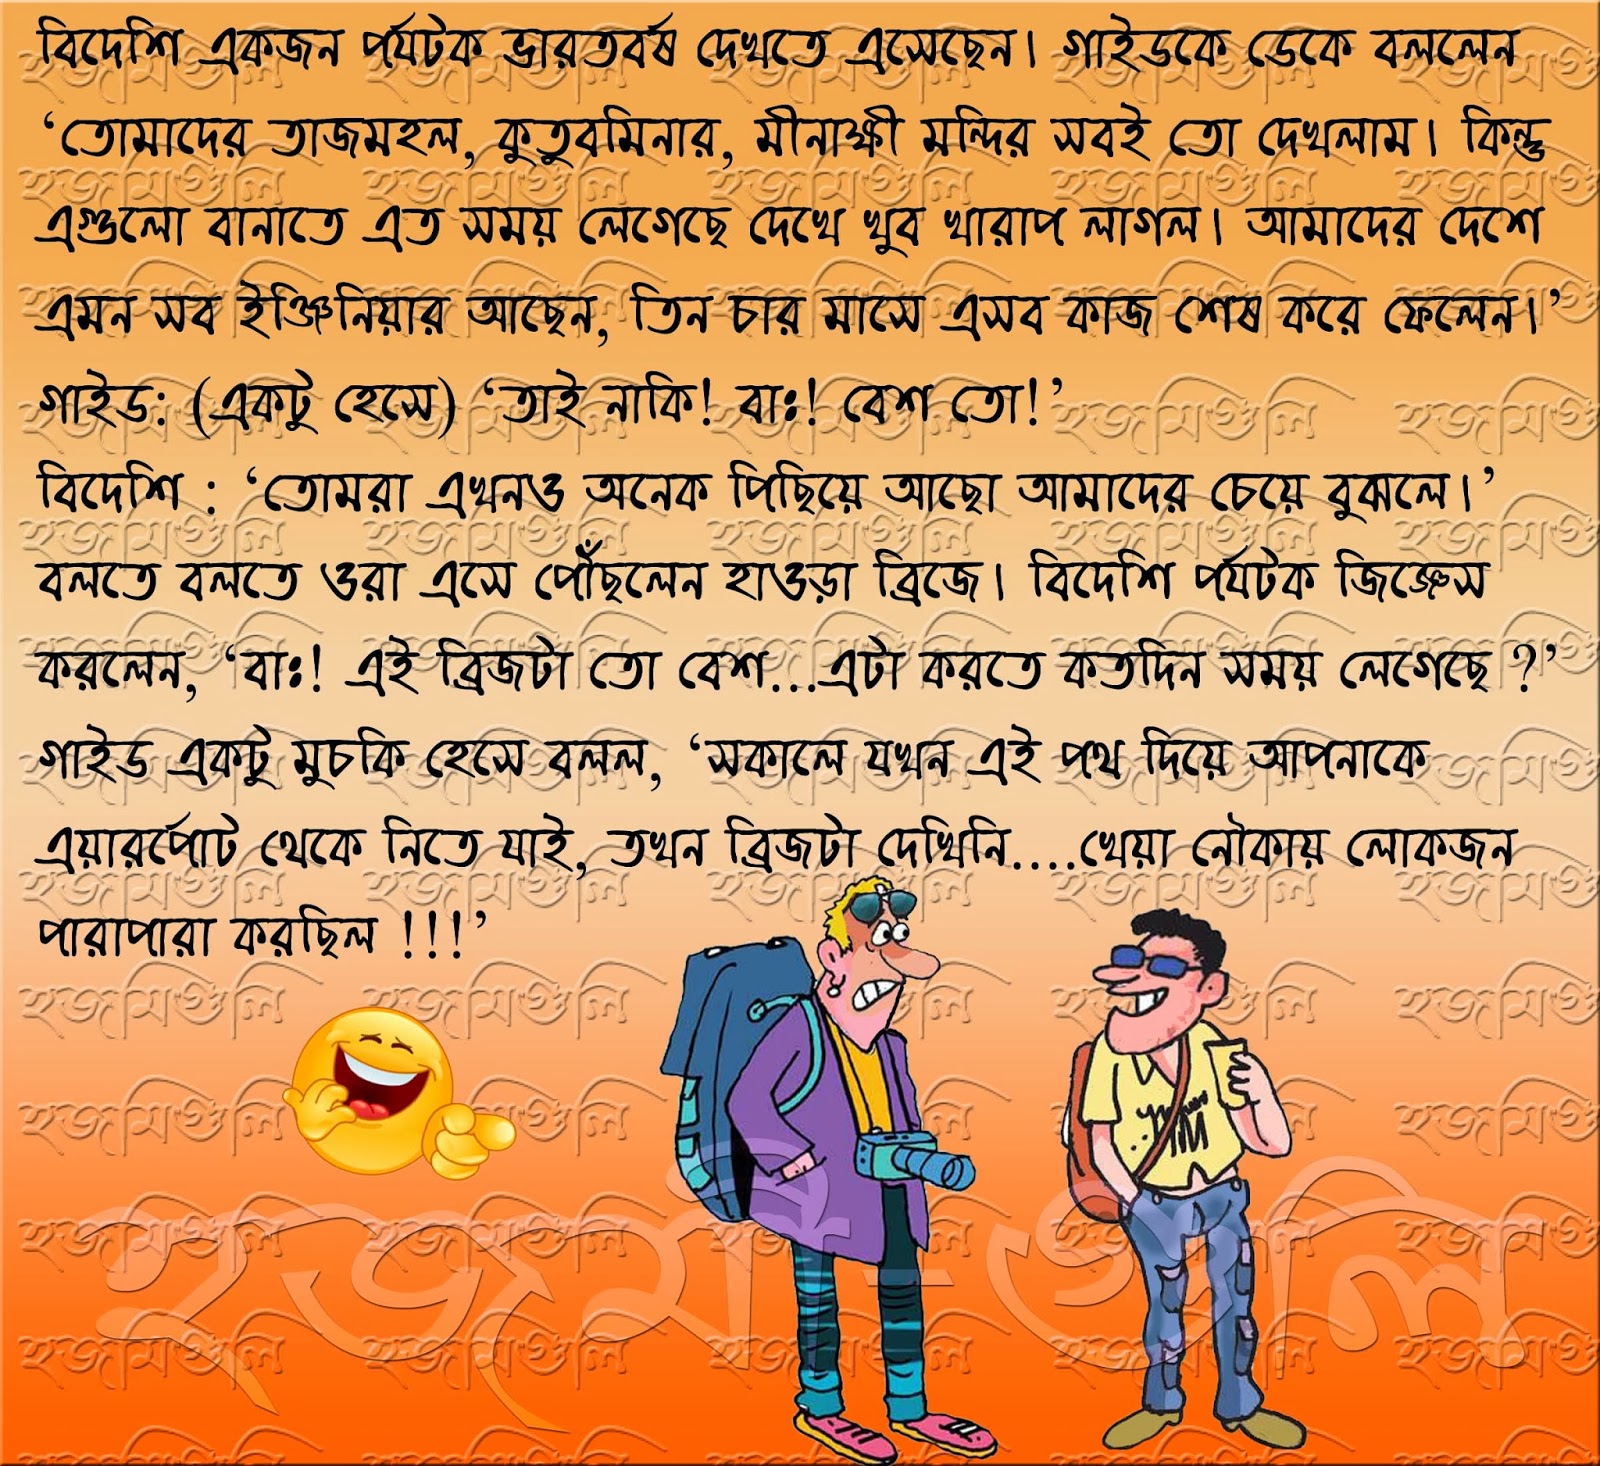 বিদেশি একজন পর্যটক ভারতবর্ষ দেখতে এসেছেন। গাইডকে ডেকে বললেন
‘তোমাদের তাজমহল, কুতুবমিনার, মীনাক্ষী মন্দির সবই তো দেখলাম। কিন্তু
এগুলো বানাতে এত সময় লেগেছে দেখে খুব খারাপ লাগল। আমাদের দেশে
এমন সব ইঞ্জিনিয়ার আছেন, তিন চার মাসে এসব কাজ শেষ করে ফেলেন।’
গাইড: (একটু হেসে) ‘তাই নাকি! বাঃ! বেশ তো!’
বিদেশি : ‘তোমরা এখনও অনেক পিছিয়ে আছো আমাদের চেয়ে বুঝলে।’
বলতে বলতে ওরা এসে পৌঁছলেন হাওড়া ব্রিজে। বিদেশি পর্যটক জিজ্ঞেস
করলেন, ‘বাঃ! এই ব্রিজটা তো বেশ...এটা করতে কতদিন সময় লেগেছে ?’
গাইড একটু মুচকি হেসে বলল, ‘সকালে যখন এই পথ দিয়ে আপনাকে
এয়ারর্পোট থেকে নিতে যাই, তখন ব্রিজটা দেখিনি....খেয়া নৌকায় লোকজন
পারাপারা করছিল !!!’
হজমিগুলি
হজমী-গুলি